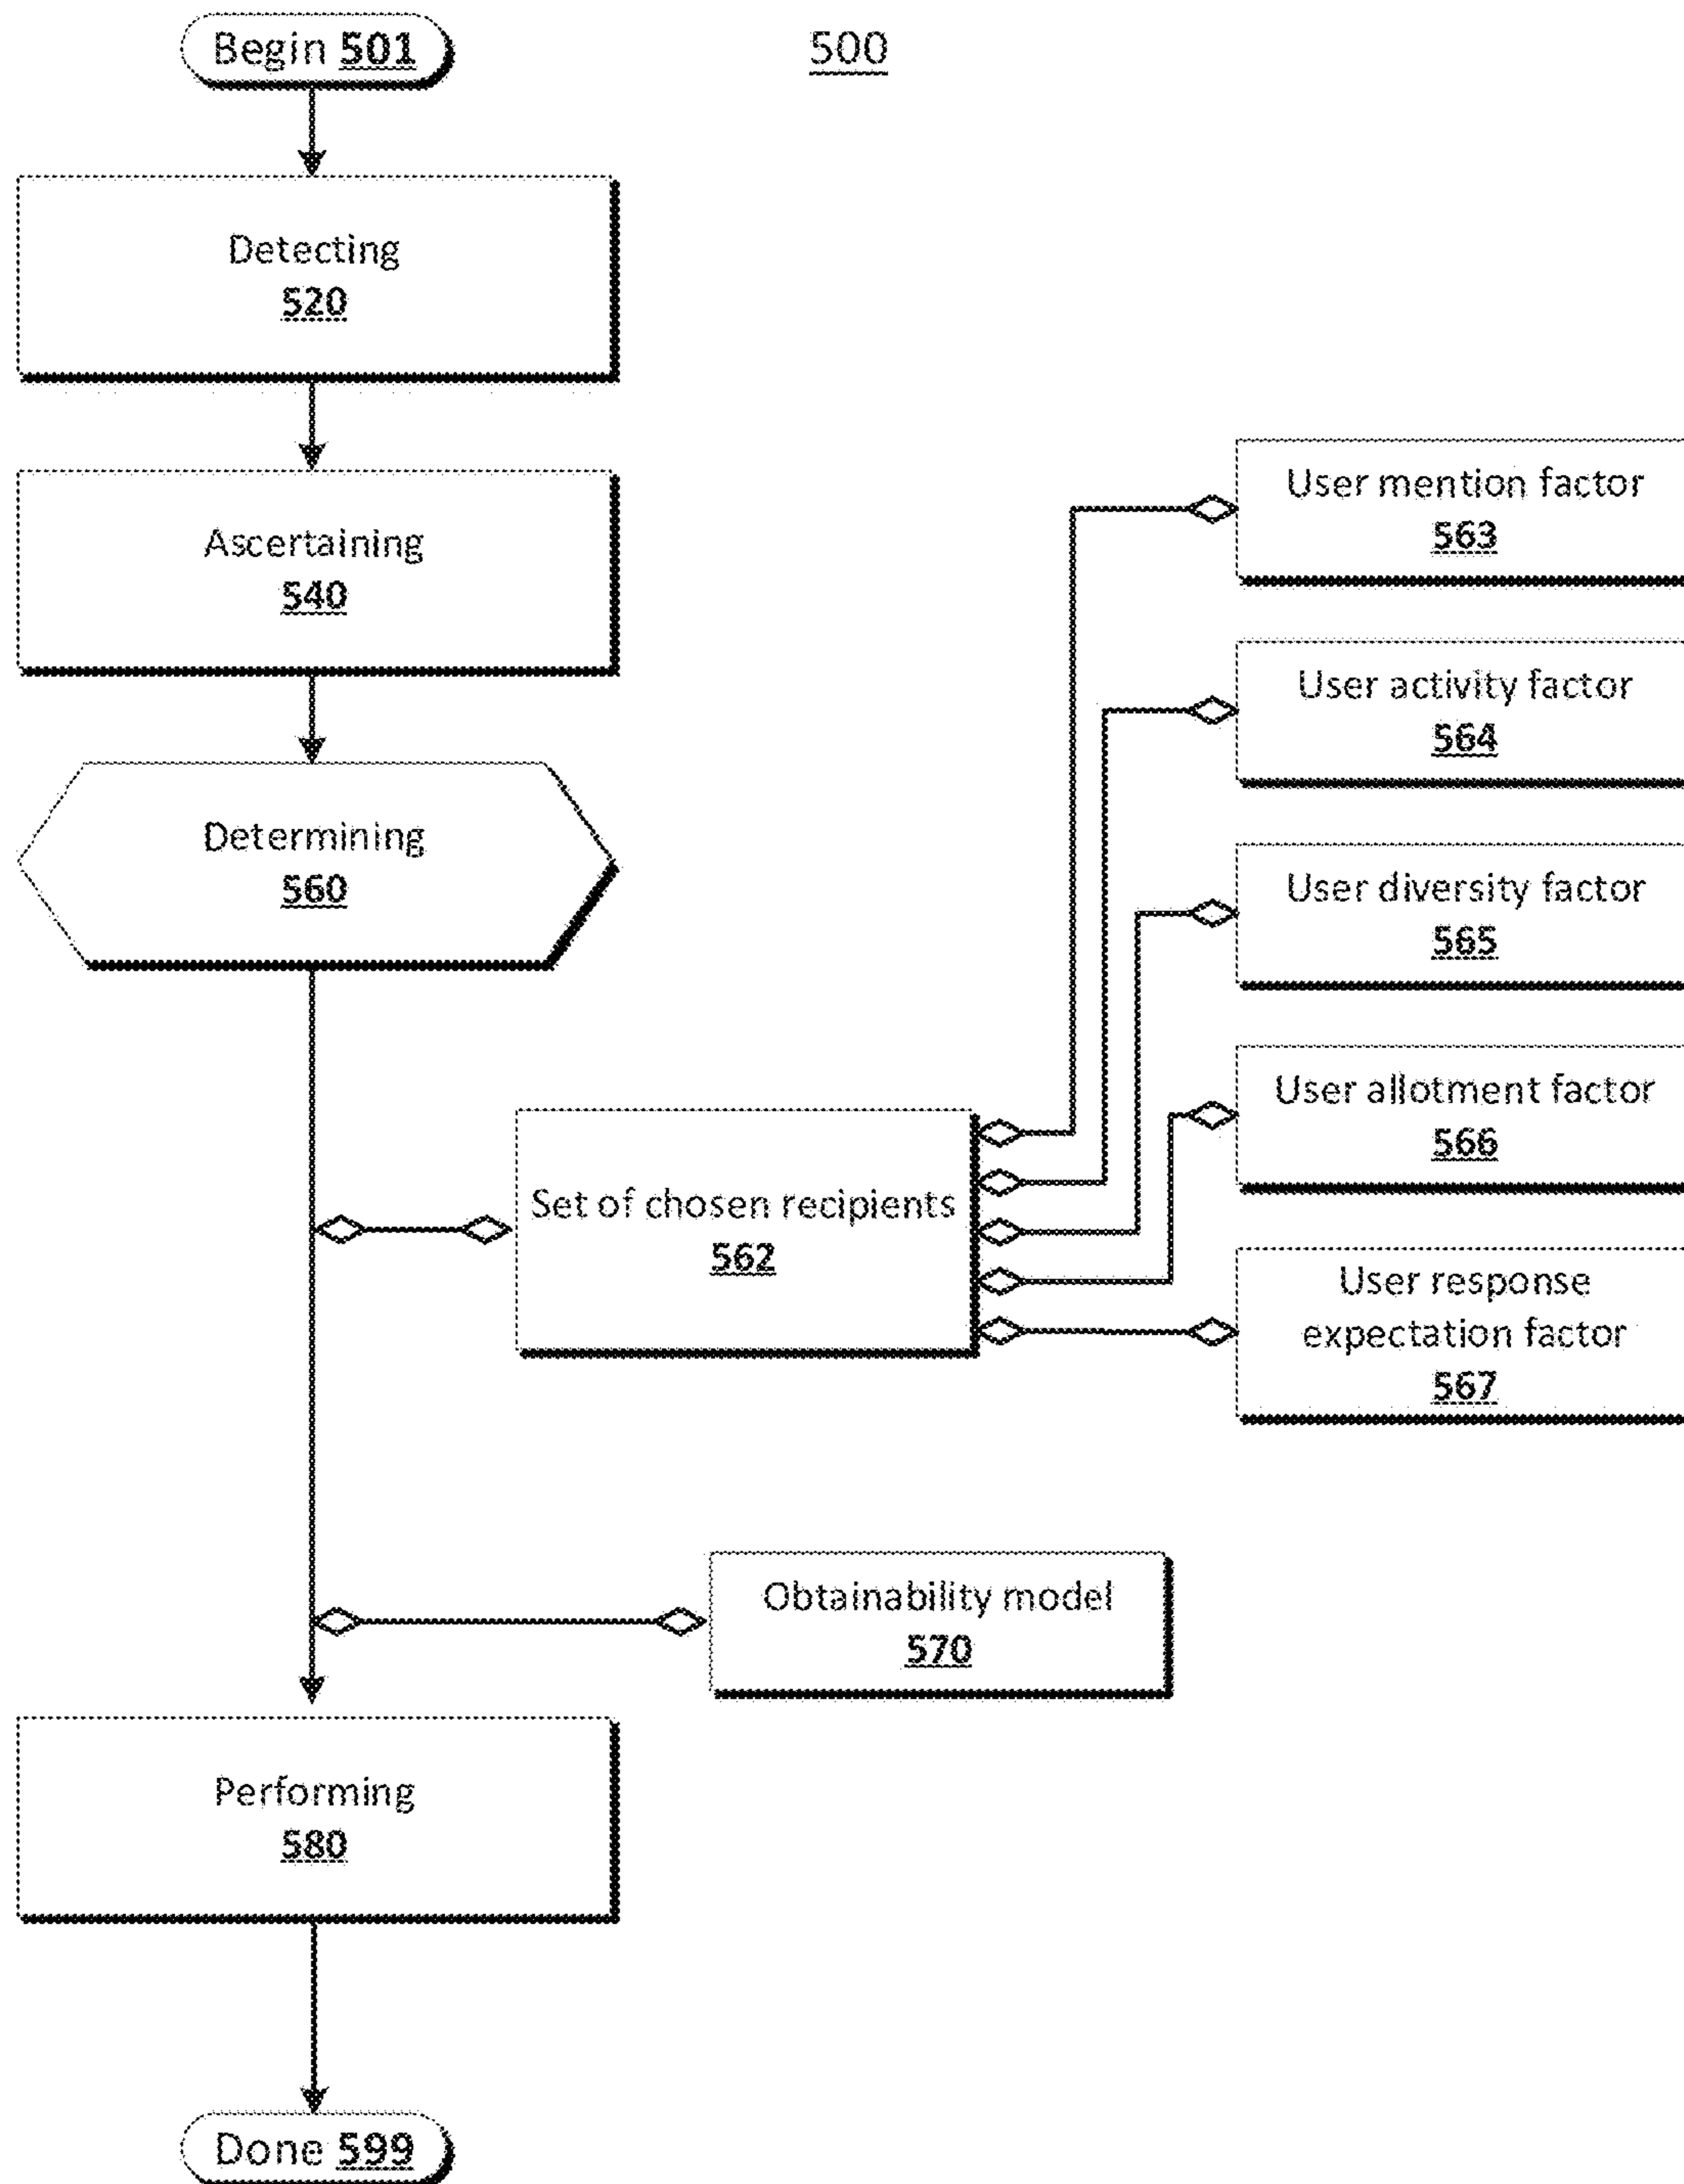 Begin 501
500
Detecting
520
Ascertaining
540
User mention factor
563
User activity factor
564
Determining
560
User diversity factor
565
User allotment factor
566
Set of chosen recipients
562
User response
expectation factor
567
Obtainability model
570
Performing
580
Done 599